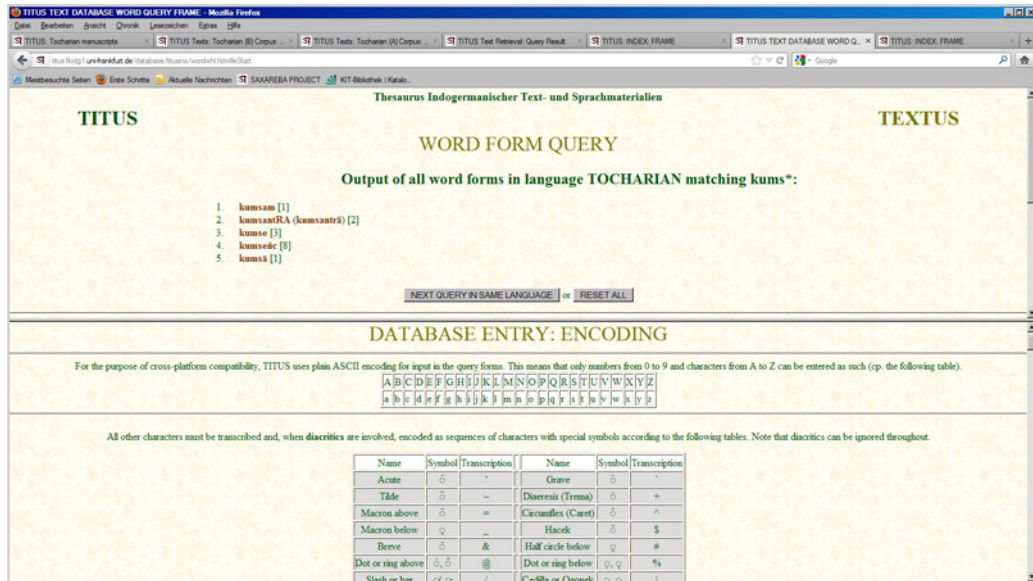 TITUS TEXT DATABASE WORD QUERY FRAME - Mozilla Firefox
Datei Bearbeiten Ansicht Chronik Lesezeichen Extras Hilfe
TITUS: Tocharian manuscripts × TITUS Texts: Tocharian (B) Corpus: ... × TITUS Texts: Tocharian (A) Corpus: ... × TITUS Text Retrieval: Query Result × TITUS: INDEX: FRAME × TITUS TEXT DATABASE WORD Q... × TITUS: INDEX: FRAME × +
Google
Meistbesuchte Seiten Erste Schritte Aktuelle Nachrichten SAXAREBA PROJECT KIT-Bibliothek | Katalo...
Thesaurus Indogermanischer Text- und Sprachmaterialien
TITUS TEXTUS
WORD FORM QUERY
Output of all word forms in language TOCHARIAN matching kums*:
1. kumsam [1]
2. kumsantRA (kumsanträ) [2]
3. kumse [3]
4. kumseñc [8]
5. kumsä [1]
NEXT QUERY IN SAME LANGUAGE or RESET ALL
DATABASE ENTRY: ENCODING
For the purpose of cross-platform compatibility, TITUS uses plain ASCII encoding for input in the query forms. This means that only numbers from 0 to 9 and characters from A to Z can be entered as such (cp. the following table).
A B C D E F G H I J K L M N O P Q R S T U V W X Y Z
a b c d e f g h i j k l m n o p q r s t u v w x y z
All other characters must be transcribed and, when diacritics are involved, encoded as sequences of characters with special symbols according to the following tables. Note that diacritics can be ignored throughout.
Name Symbol Transcription Name Symbol Transcription
Acute Grave
Tilde ~ Diaeresis (Trema) +
Macron above = Circumflex (Caret) ^
Macron below _ Hacek $
Breve & Half circle below #
Dot or ring above @ Dot or ring below %
Slash or bar / Cedilla or Ogonek